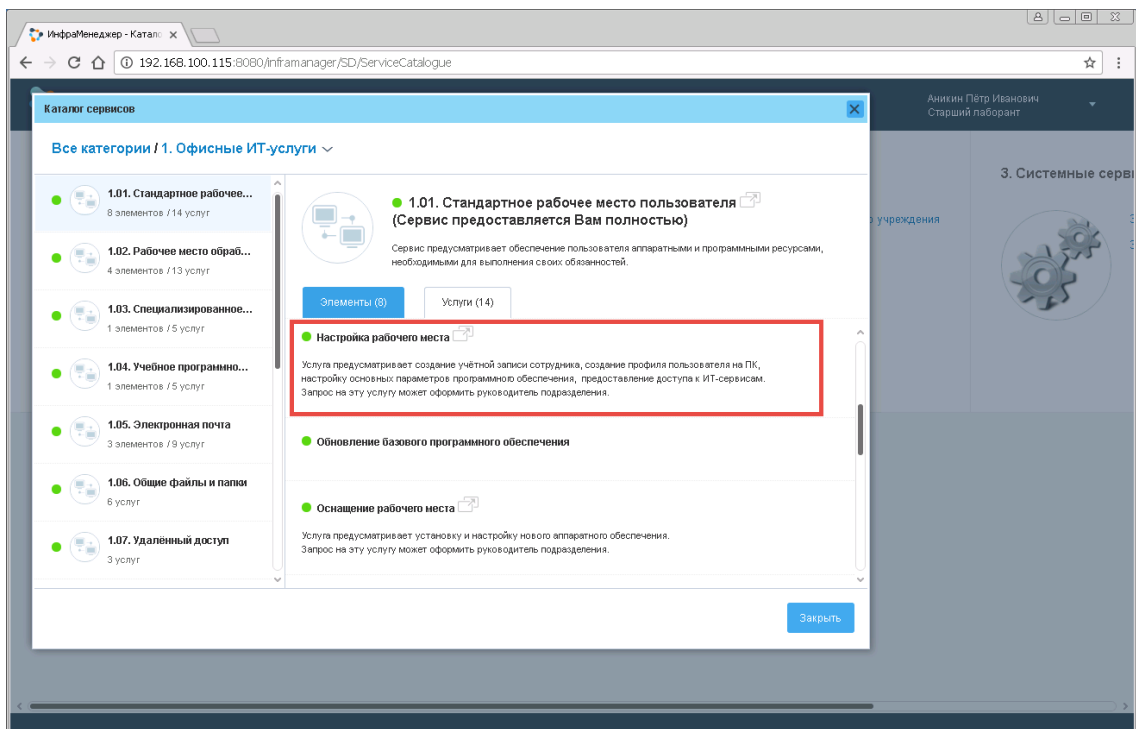 ИнфраМенеджер - Катало
192.168.100.115:8080/inframanager/SD/ServiceCatalogue
Аникин Пётр Иванович
Старший лаборант
Каталог сервисов
Все категории / 1. Офисные ИТ-услуги
1.01. Стандартное рабочее...
8 элементов / 14 услуг
1.02. Рабочее место обраб...
4 элементов / 13 услуг
1.03. Специализированное...
1 элементов / 5 услуг
1.04. Учебное программно...
1 элементов / 5 услуг
1.05. Электронная почта
3 элементов / 9 услуг
1.06. Общие файлы и папки
6 услуг
1.07. Удалённый доступ
3 услуг
1.01. Стандартное рабочее место пользователя
(Сервис предоставляется Вам полностью)
Сервис предусматривает обеспечение пользователя аппаратными и программными ресурсами,
необходимыми для выполнения своих обязанностей.
Элементы (8)
Услуги (14)
Настройка рабочего места
Услуга предусматривает создание учётной записи сотрудника, создание профиля пользователя на ПК,
настройку основных параметров программного обеспечения, предоставление доступа к ИТ-сервисам.
Запрос на эту услугу может оформить руководитель подразделения.
Обновление базового программного обеспечения
Оснащение рабочего места
Услуга предусматривает установку и настройку нового аппаратного обеспечения.
Запрос на эту услугу может оформить руководитель подразделения.
Закрыть
3. Системные серви
учреждения